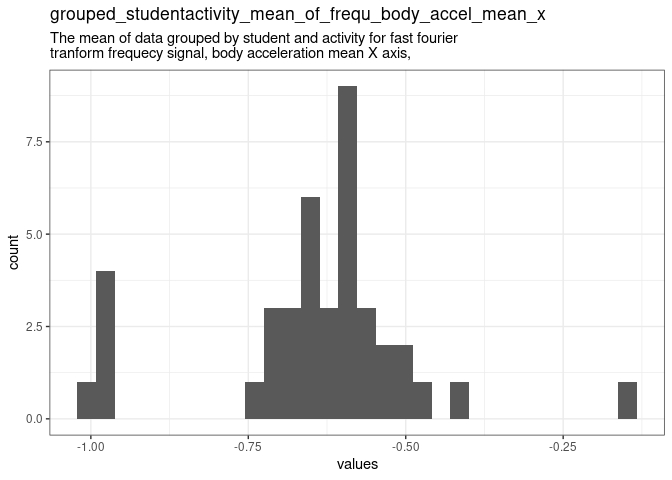 grouped_studentactivity_mean_of_frequ_body_accel_mean_x
The mean of data grouped by student and activity for fast fourier
tranform frequecy signal, body acceleration mean X axis,
7.5
5.0
2.5
0.0
count
-1.00
-0.75
-0.50
-0.25
values